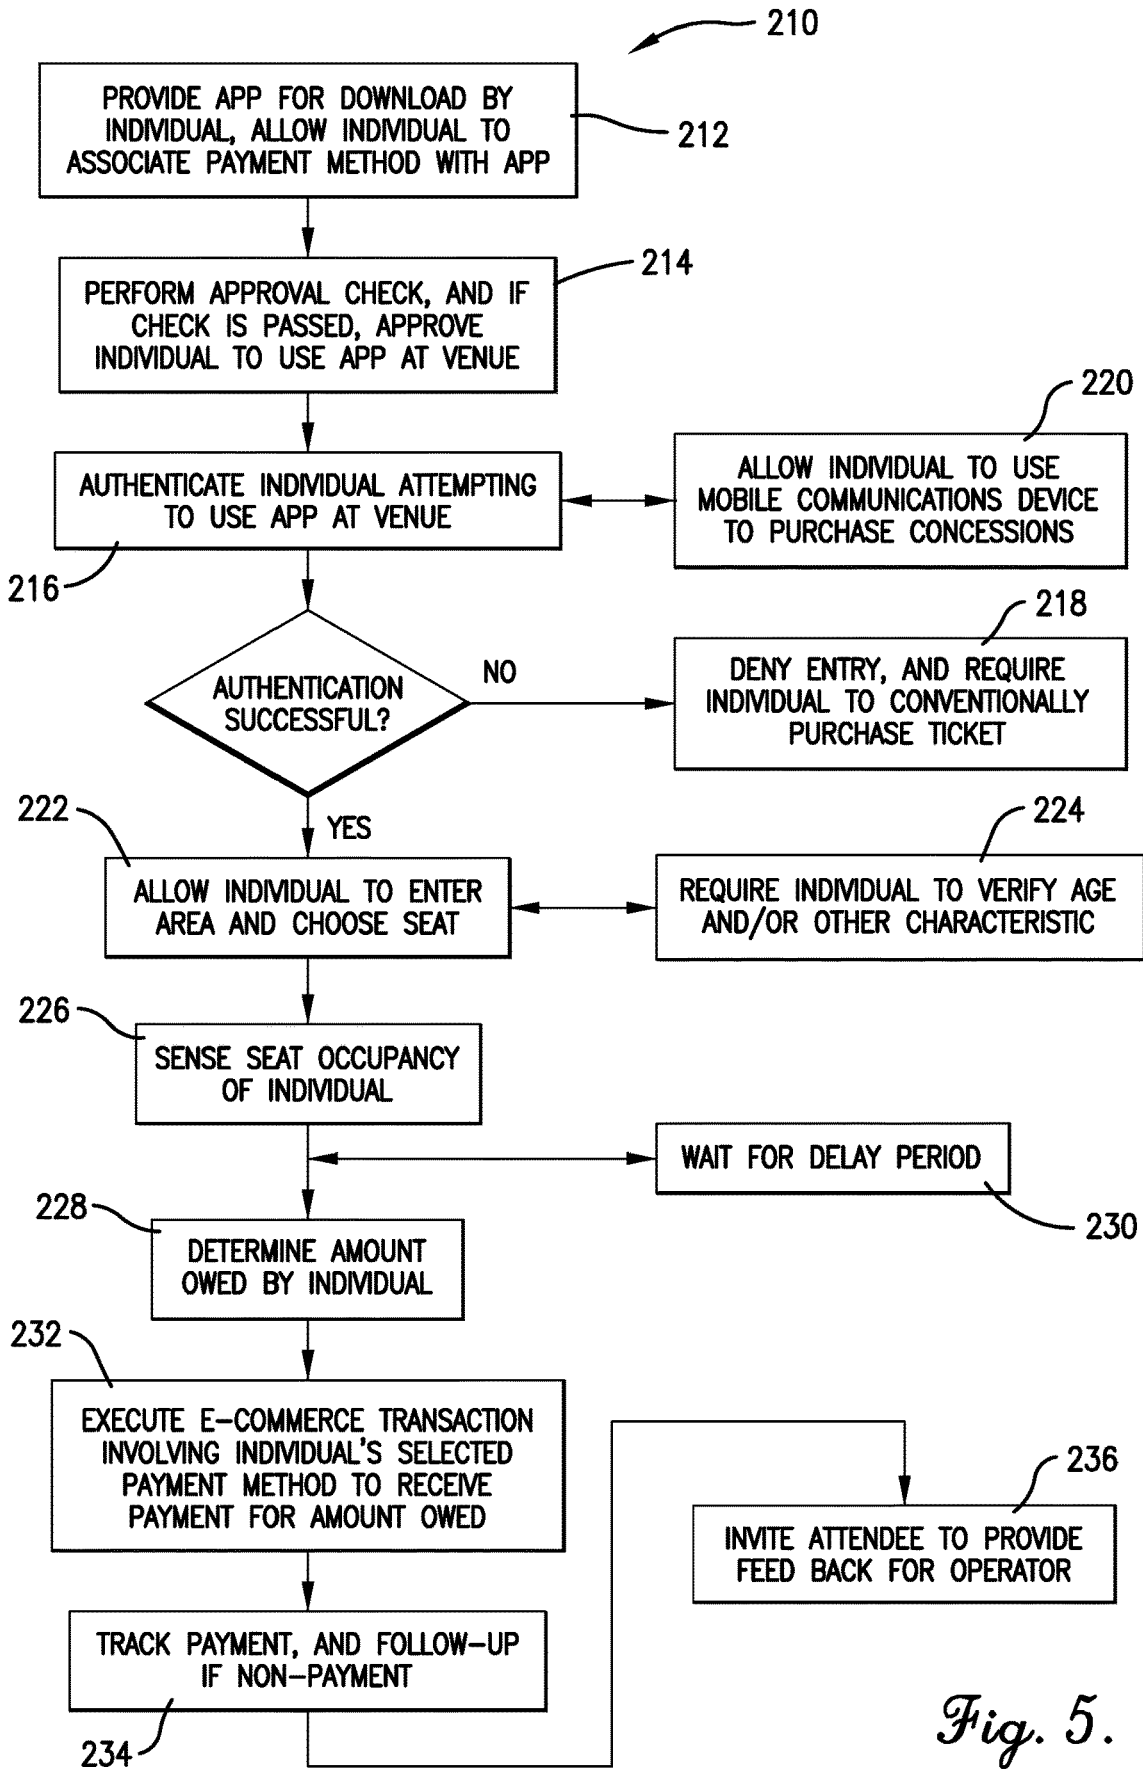 210
PROVIDE APP FOR DOWNLOAD BY
INDIVIDUAL, ALLOW INDIVIDUAL TO
ASSOCIATE PAYMENT METHOD WITH APP
212
214
PERFORM APPROVAL CHECK, AND IF
CHECK IS PASSED, APPROVE
INDIVIDUAL TO USE APP AT VENUE
220
AUTHENTICATE INDIVIDUAL ATTEMPTING
TO USE APP AT VENUE
216
ALLOW INDIVIDUAL TO USE
MOBILE COMMUNICATIONS DEVICE
TO PURCHASE CONCESSIONS
218
AUTHENTICATION
SUCCESSFUL?
NO
DENY ENTRY, AND REQUIRE
INDIVIDUAL TO CONVENTIONALLY
PURCHASE TICKET
YES
222
ALLOW INDIVIDUAL TO ENTER
AREA AND CHOOSE SEAT
224
REQUIRE INDIVIDUAL TO VERIFY AGE
AND/OR OTHER CHARACTERISTIC
226
SENSE SEAT OCCUPANCY
OF INDIVIDUAL
WAIT FOR DELAY PERIOD
230
228
DETERMINE AMOUNT
OWED BY INDIVIDUAL
232
EXECUTE E-COMMERCE TRANSACTION
INVOLVING INDIVIDUAL'S SELECTED
PAYMENT METHOD TO RECEIVE
PAYMENT FOR AMOUNT OWED
236
INVITE ATTENDEE TO PROVIDE
FEED BACK FOR OPERATOR
TRACK PAYMENT, AND FOLLOW-UP
IF NON-PAYMENT
234
Fig. 5.